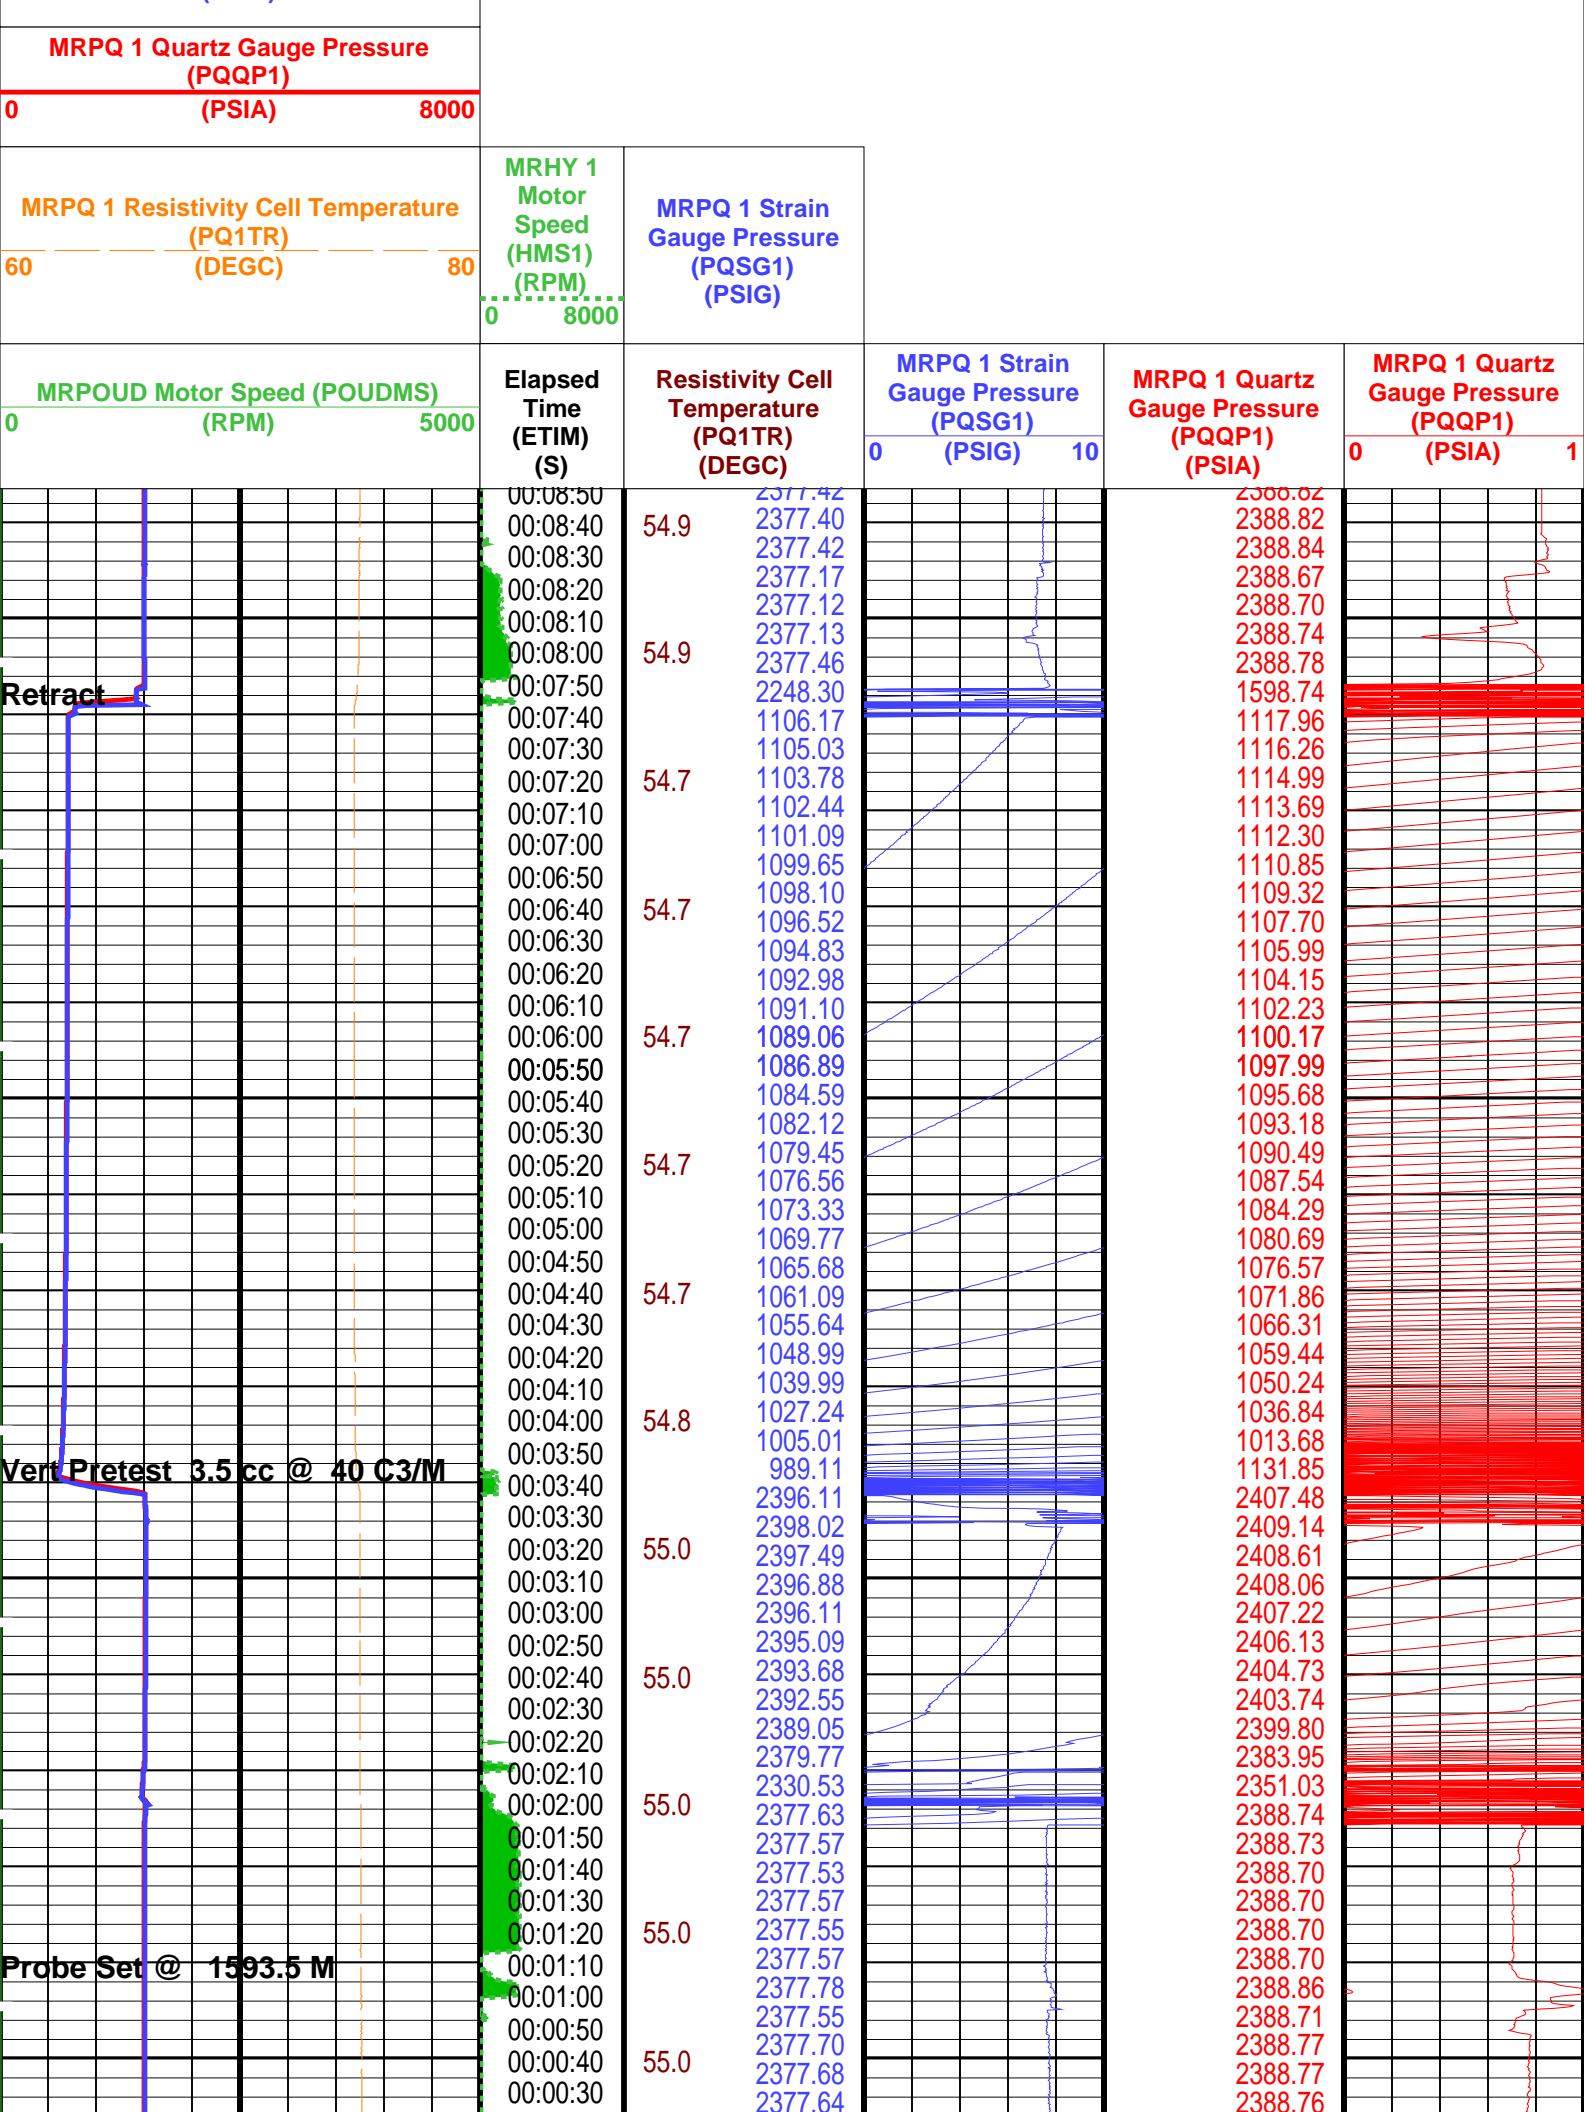 MRPQ 1 Quartz Gauge Pressure
(PQQP1)
0 (PSIA) 8000
MRPQ 1 Resistivity Cell Temperature
(PQ1TR)
60 (DEGC) 80
MRHY 1
Motor
Speed
(HMS1)
(RPM)
0 8000
MRPQ 1 Strain
Gauge Pressure
(PQSG1)
(PSIG)
MRPOUD Motor Speed (POUDMS)
0 (RPM) 5000
Elapsed
Time
(ETIM)
(S)
Resistivity Cell
Temperature
(PQ1TR)
(DEGC)
MRPQ 1 Strain
Gauge Pressure
(PQSG1)
0 (PSIG) 10
MRPQ 1 Quartz
Gauge Pressure
(PQQP1)
(PSIA)
MRPQ 1 Quartz
Gauge Pressure
(PQQP1)
0 (PSIA) 1
00:08:50 2377.42 2388.82
00:08:40 54.9 2377.40 2388.82
00:08:30 2377.42 2388.84
00:08:20 2377.17 2388.67
2377.12 2388.70
00:08:10 2377.13 2388.74
00:08:00 54.9 2377.46 2388.78
Retract 00:07:50 2248.30 1598.74
00:07:40 1106.17 1117.96
00:07:30 1105.03 1116.26
00:07:20 54.7 1103.78 1114.99
00:07:10 1102.44 1113.69
00:07:00 1101.09 1112.30
1099.65 1110.85
00:06:50 1098.10 1109.32
00:06:40 54.7 1096.52 1107.70
00:06:30 1094.83 1105.99
00:06:20 1092.98 1104.15
00:06:10 1091.10 1102.23
00:06:00 54.7 1089.06 1100.17
00:05:50 1086.89 1097.99
00:05:40 1084.59 1095.68
00:05:30 1082.12 1093.18
1079.45 1090.49
00:05:20 54.7 1076.56 1087.54
00:05:10 1073.33 1084.29
00:05:00 1069.77 1080.69
00:04:50 1065.68 1076.57
00:04:40 54.7 1061.09 1071.86
00:04:30 1055.64 1066.31
00:04:20 1048.99 1059.44
00:04:10 1039.99 1050.24
00:04:00 54.8 1027.24 1036.84
00:03:50 1005.01 1013.68
Vert Pretest 3.5 cc @ 40 C3/M 989.11 1131.85
00:03:40 2396.11 2407.48
00:03:30 2398.02 2409.14
00:03:20 55.0 2397.49 2408.61
00:03:10 2396.88 2408.06
00:03:00 2396.11 2407.22
00:02:50 2395.09 2406.13
00:02:40 55.0 2393.68 2404.73
00:02:30 2392.55 2403.74
2389.05 2399.80
00:02:20 2379.77 2383.95
00:02:10 2330.53 2351.03
00:02:00 55.0 2377.63 2388.74
00:01:50 2377.57 2388.73
00:01:40 2377.53 2388.70
00:01:30 2377.57 2388.70
00:01:20 55.0 2377.55 2388.70
Probe Set @ 1593.5 M 00:01:10 2377.57 2388.70
00:01:00 2377.78 2388.86
2377.55 2388.71
00:00:50 2377.70 2388.77
00:00:40 55.0 2377.68 2388.77
00:00:30 2377.64 2388.76